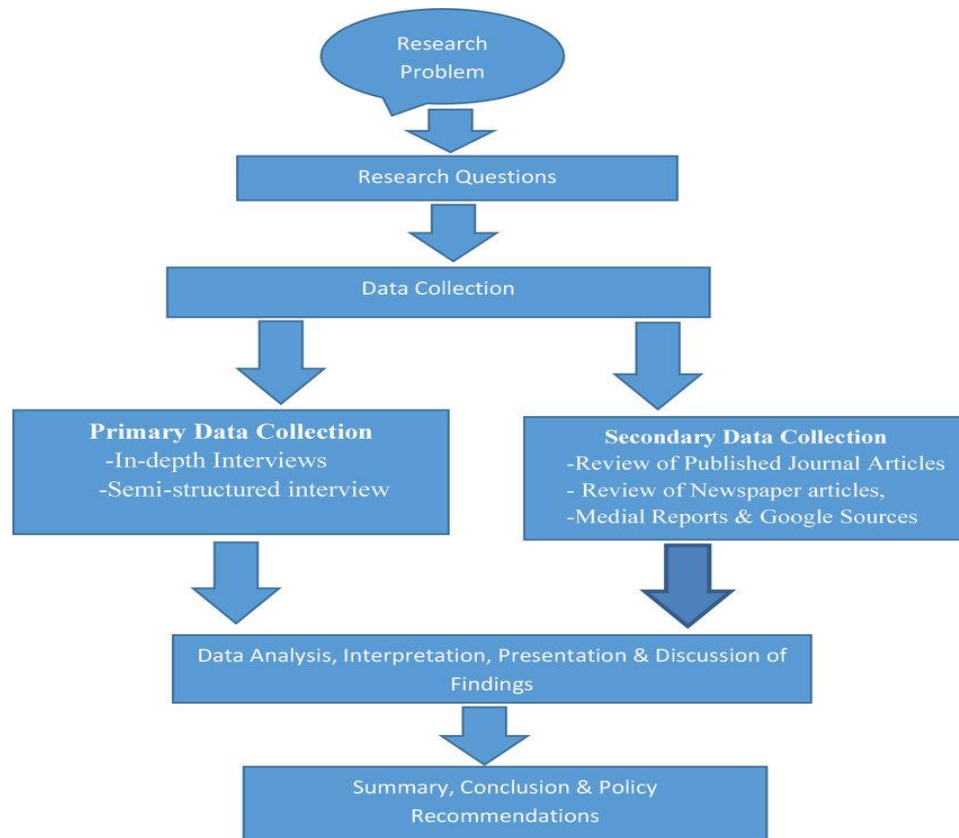 Research
Problem
Research Questions
Data Collection
Primary Data Collection
-In-depth Interviews
-Semi-structured interview
Secondary Data Collection
-Review of Published Journal Articles
- Review of Newspaper articles,
-Medial Reports & Google Sources
Data Analysis, Interpretation, Presentation & Discussion of
Findings
Summary, Conclusion & Policy
Recommendations